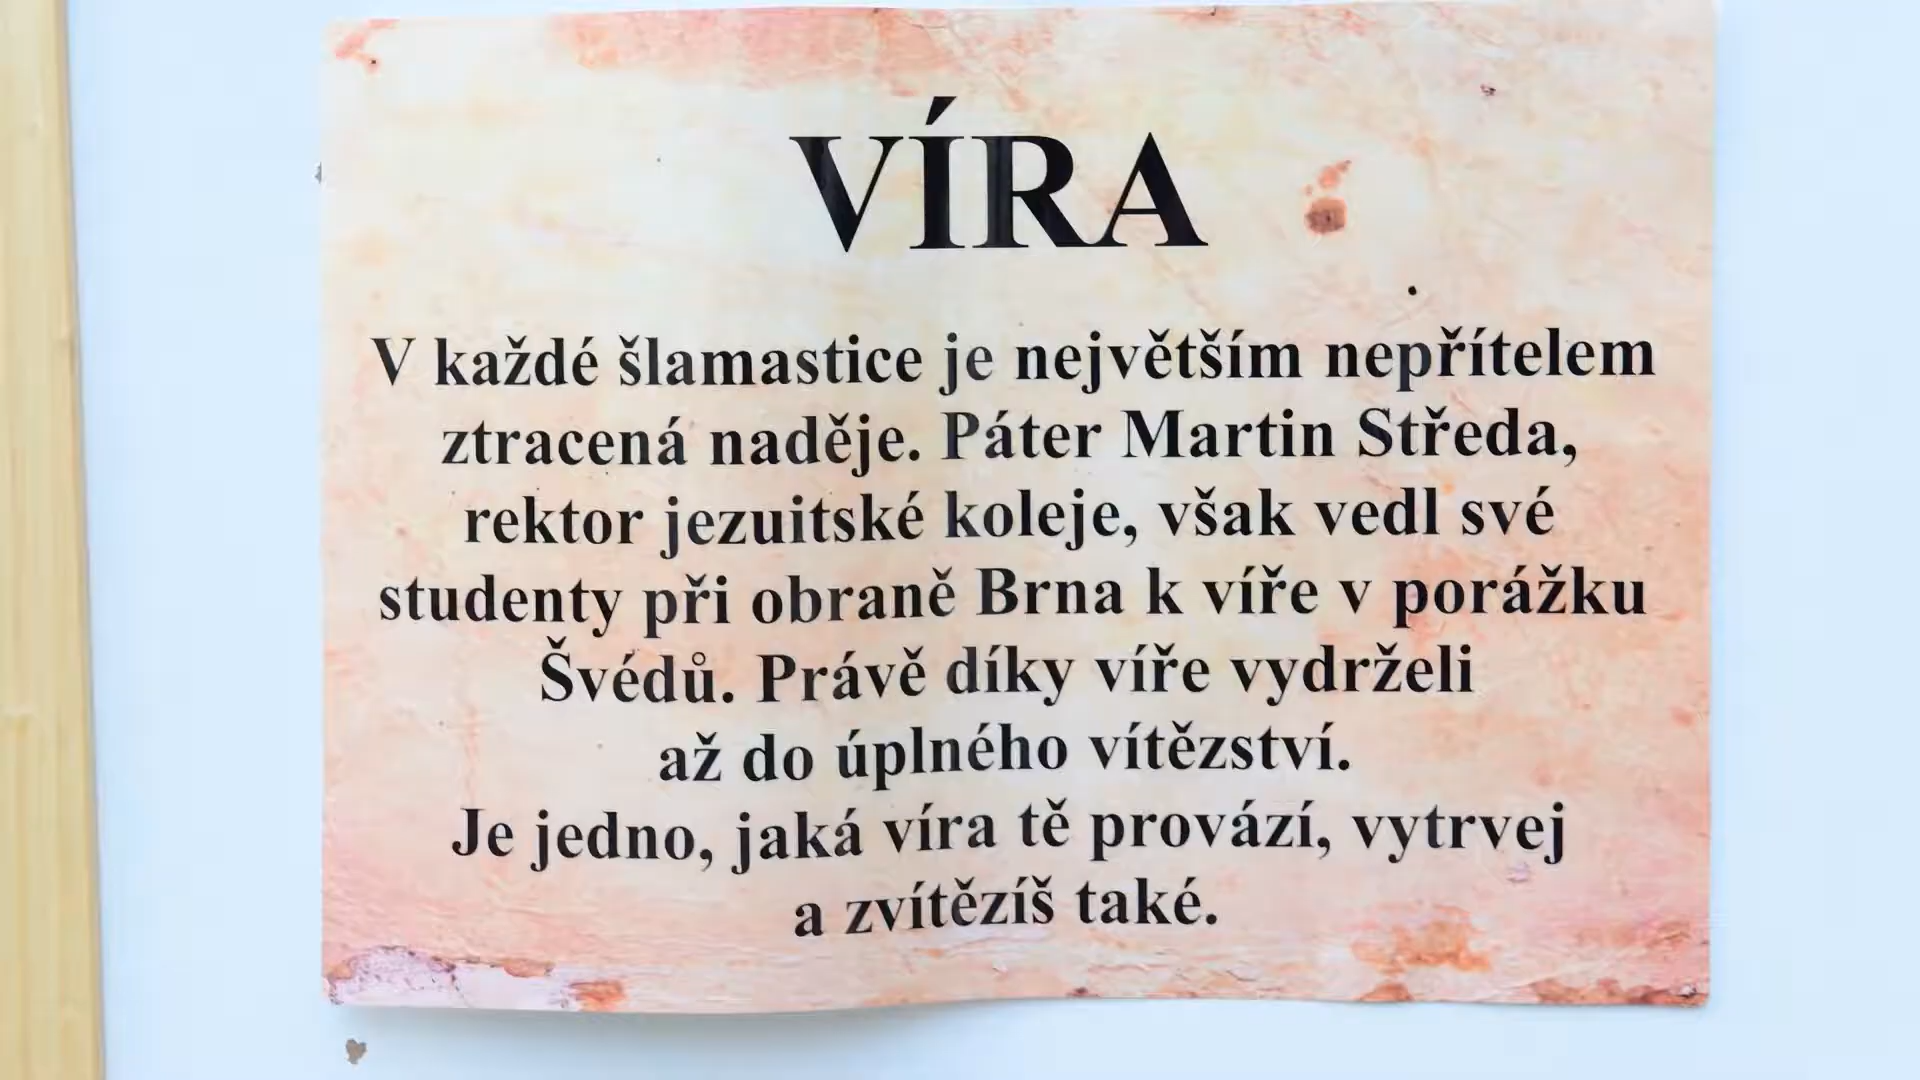 VÍRA
V každé šlamastice je největším nepřítelem
ztracená naděje. Páter Martin Středa,
rektor jezuitské koleje, však vedl své
studenty při obraně Brna k víře v porážku
Švédů. Právě díky víře vydrželi
až do úplného vítězství.
Je jedno, jaká víra tě provází, vytrvej
a zvítězíš také.